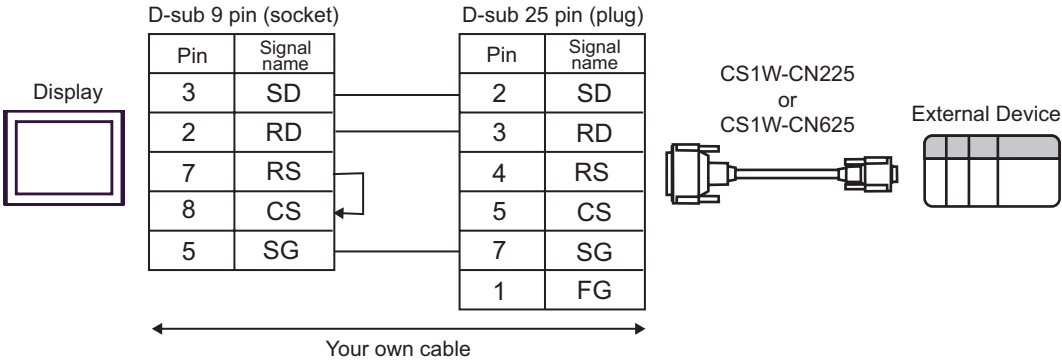 D-sub 9 pin (socket)
D-sub 25 pin (plug)
Display
Pin Signal name
3 SD
2 RD
7 RS
8 CS
5 SG
Pin Signal name
2 SD
3 RD
4 RS
5 CS
7 SG
1 FG
CS1W-CN225
or
CS1W-CN625
External Device
Your own cable